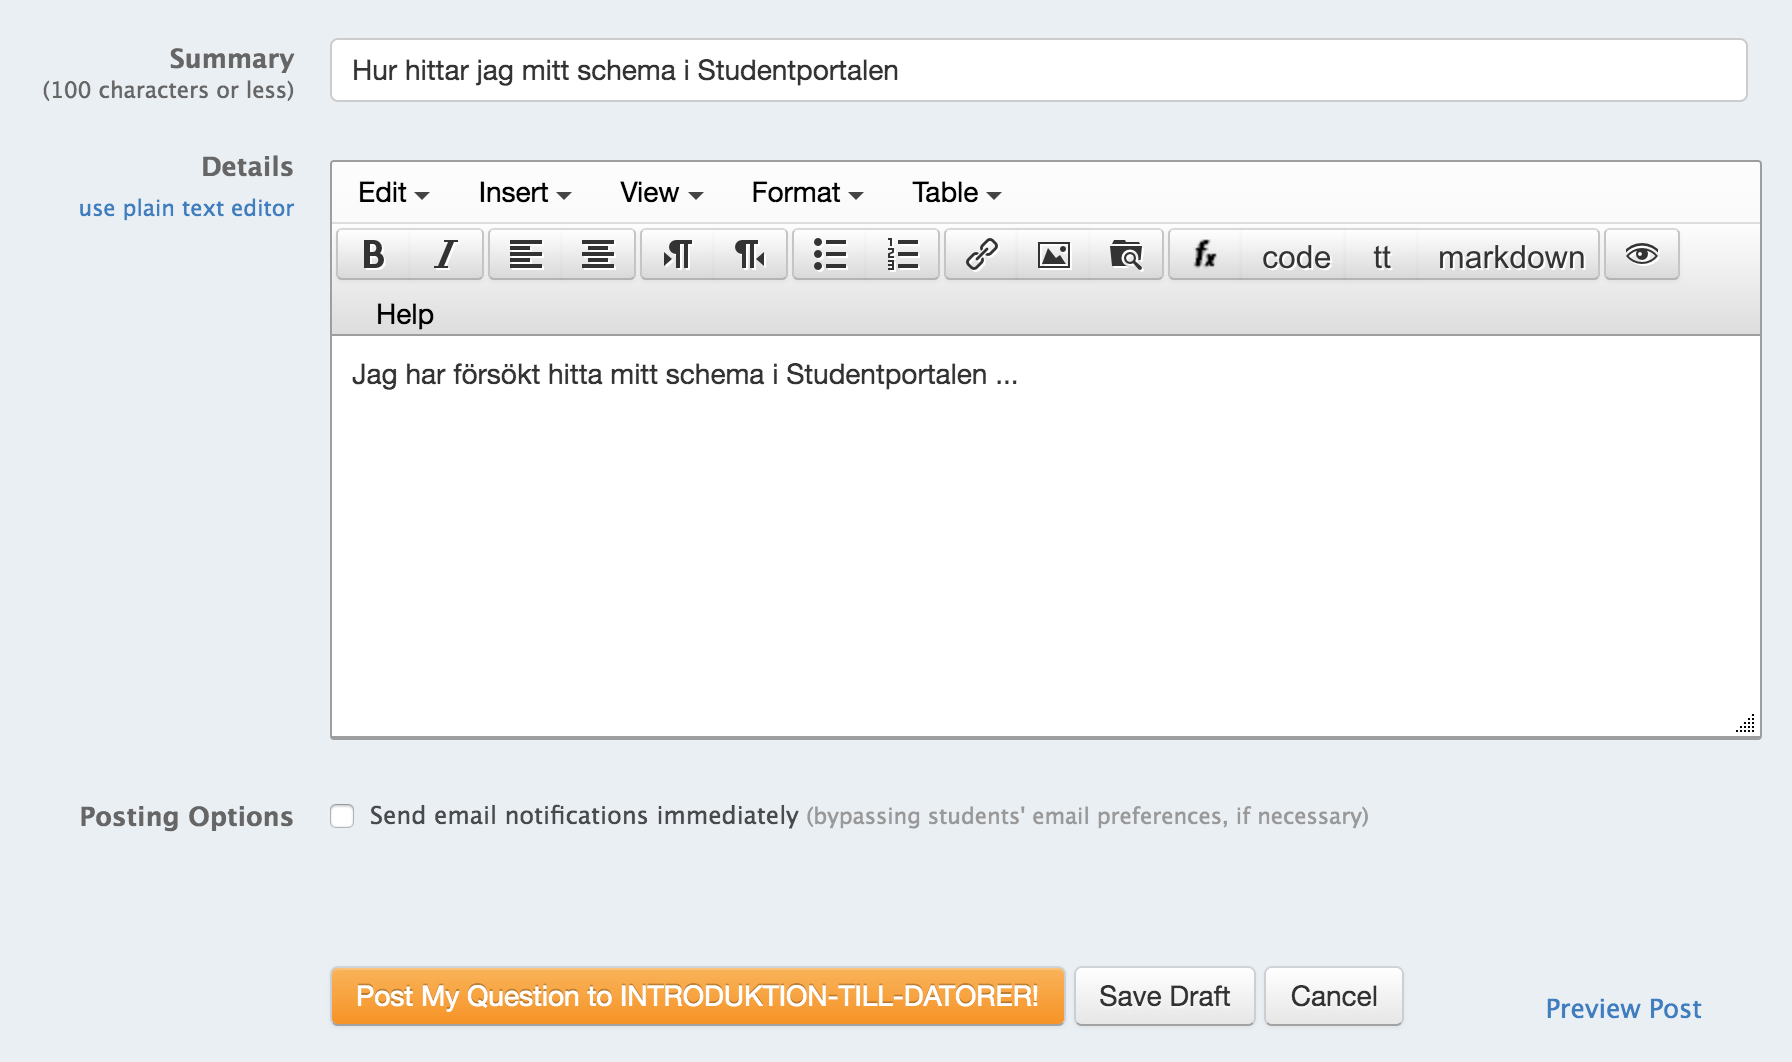 Summary
(100 characters or less)
Hur hittar jag mitt schema i Studentportalen
Details
use plain text editor
Edit Insert View Format Table
B I fx code tt markdown
Help
Jag har försökt hitta mitt schema i Studentportalen ...
Posting Options
Send email notifications immediately (bypassing students' email preferences, if necessary)
Post My Question to INTRODUKTION-TILL-DATORER! Save Draft Cancel
Preview Post